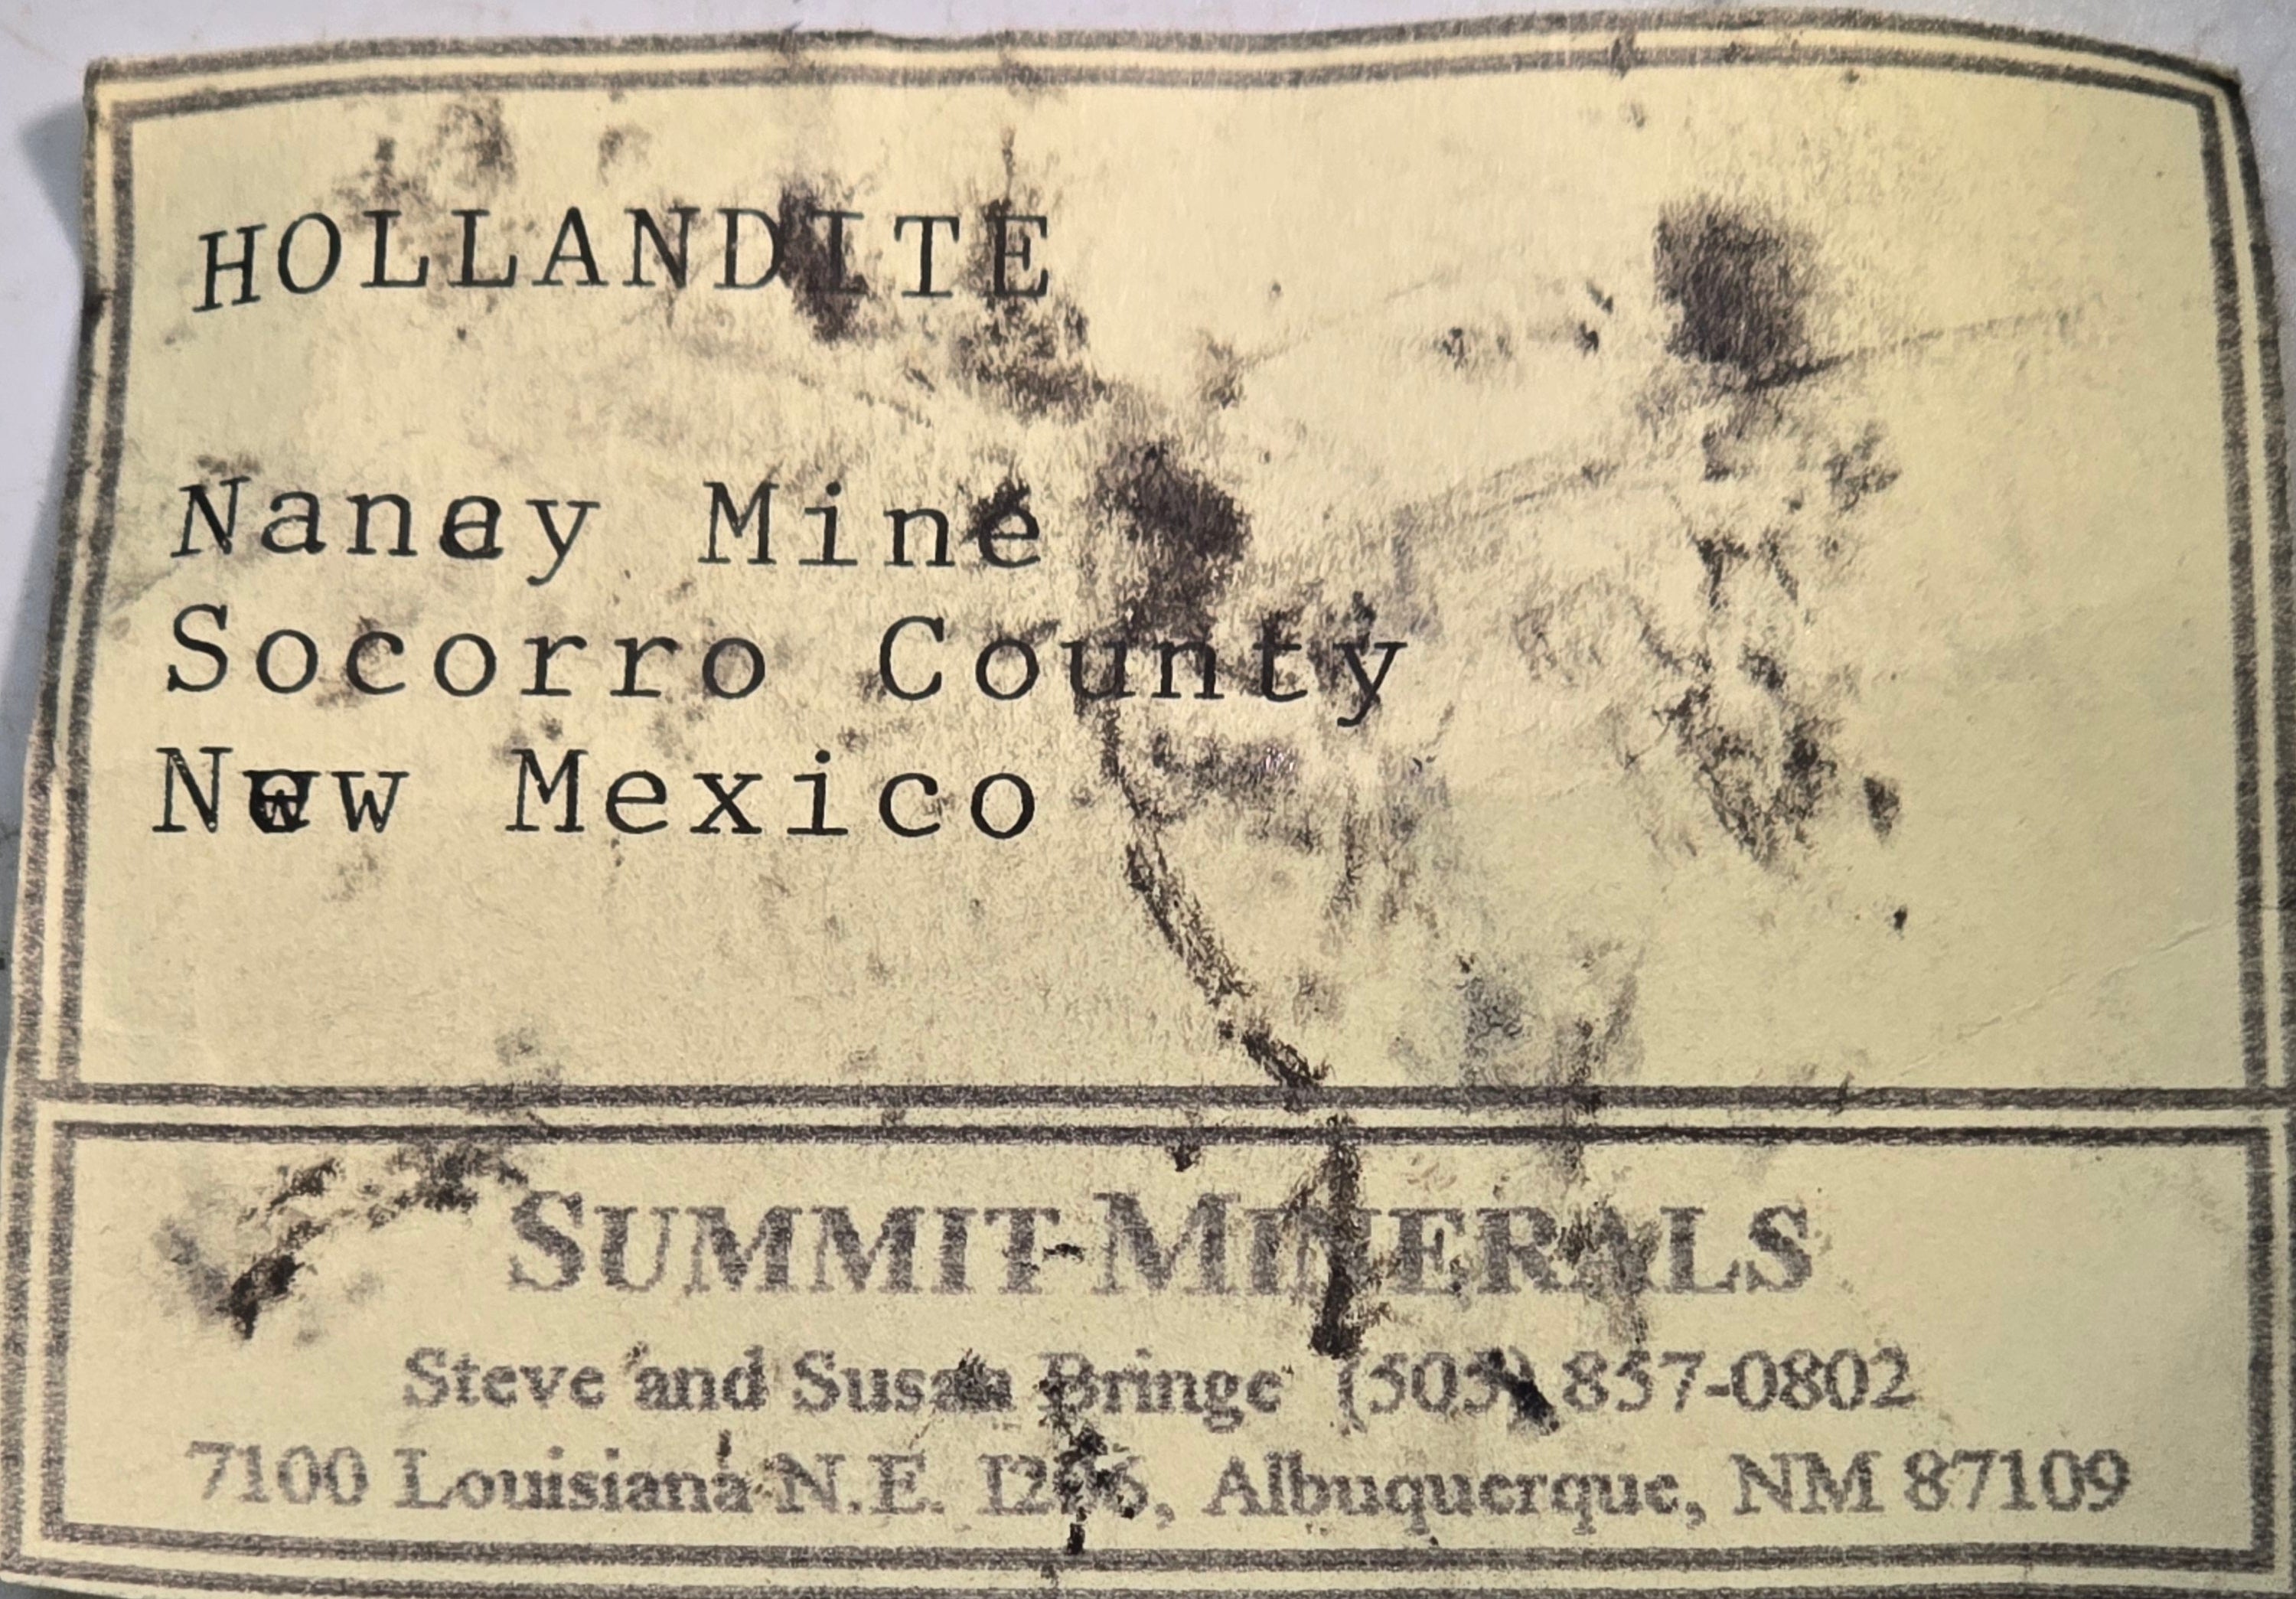 HOLLANDITE
Nancy Mine
Socorro County
New Mexico
SUMMIT MINERALS
Steve and Susan Bringe (505) 857-0802
7100 Louisiana N.E. Albuquerque, NM 87109